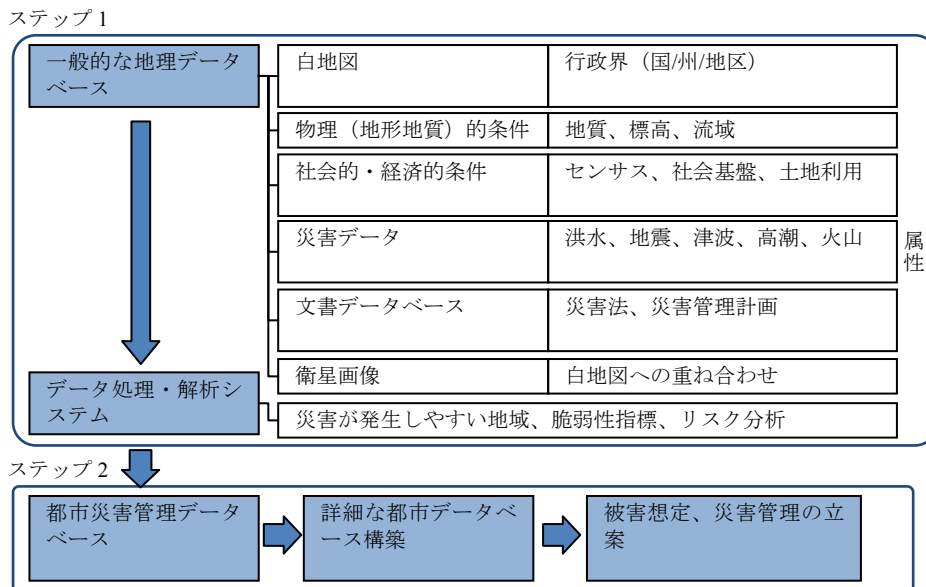 ステップ 1
一般的な地理データ
ベース
白地図
行政界（国/州/地区）
物理（地形地質）的条件
地質、標高、流域
社会的・経済的条件
センサス、社会基盤、土地利用
災害データ
洪水、地震、津波、高潮、火山
属
性
文書データベース
災害法、災害管理計画
衛星画像
白地図への重ね合わせ
データ処理・解析シ
ステム
災害が発生しやすい地域、脆弱性指標、リスク分析
ステップ 2
都市災害管理データ
ベース
詳細な都市データベ
ース構築
被害想定、災害管理の立
案